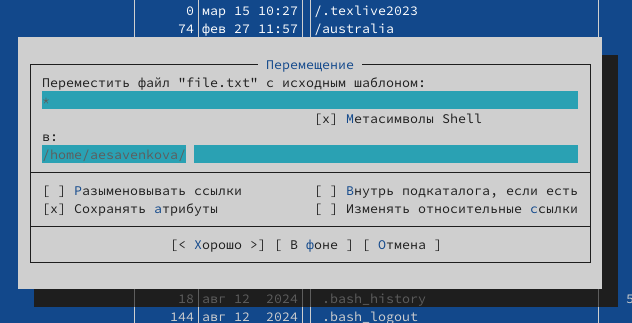 0 мар 15 10:27 /.texlive2023
74 фев 27 11:57 /australia
Перемещение
Переместить файл "file.txt" с исходным шаблоном:
*
[x] Метасимволы Shell
в:
/home/aesavenkova/
[ ] Разыменовывать ссылки [ ] Внутрь подкаталога, если есть
[x] Сохранять атрибуты [ ] Изменять относительные ссылки
[< Хорошо >] [ В фоне ] [ Отмена ]
18 авг 12 2024 .bash_history 5
144 авг 12 2024 .bash_logout